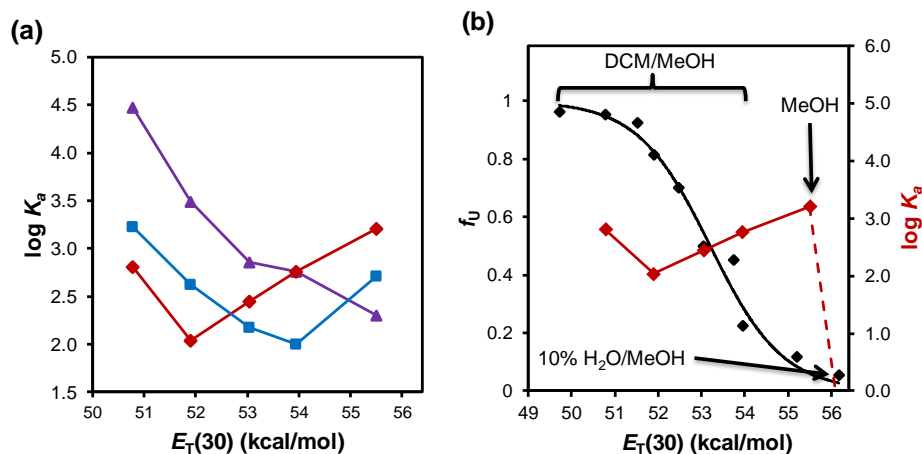 (a)
5.0
4.5
4.0
3.5
3.0
2.5
2.0
1.5
log Ka
50 51 52 53 54 55 56
ET(30) (kcal/mol)
(b)
DCM/MeOH
MeOH
10% H2O/MeOH
1
0.8
0.6
0.4
0.2
0
fU
6.0
5.0
4.0
3.0
2.0
1.0
0.0
log Ka
49 50 51 52 53 54 55 56
ET(30) (kcal/mol)